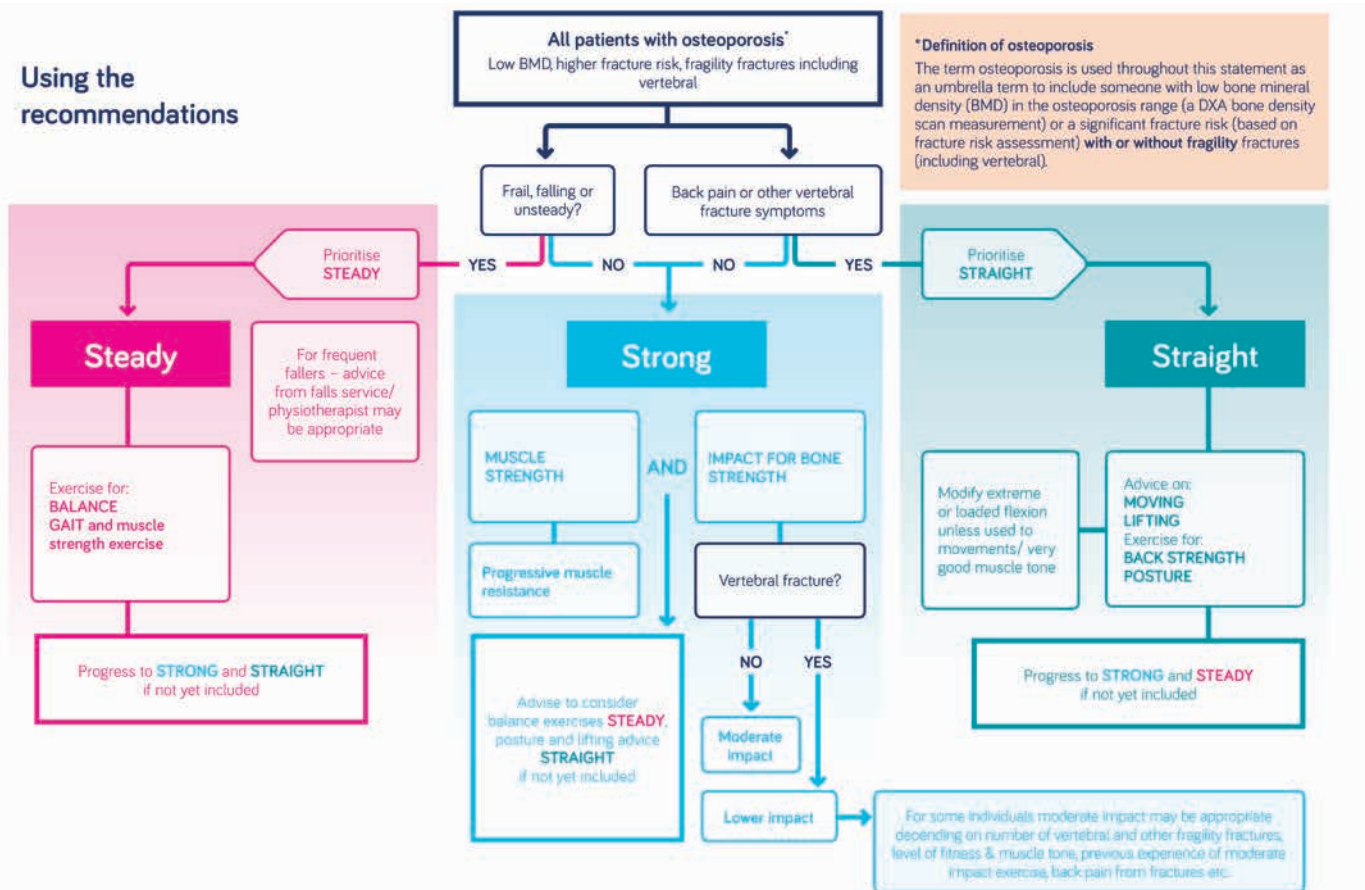 Using the
recommendations
All patients with osteoporosis*
Low BMD, higher fracture risk, fragility fractures including
vertebral
*Definition of osteoporosis
The term osteoporosis is used throughout this statement as
an umbrella term to include someone with low bone mineral
density (BMD) in the osteoporosis range (a DXA bone density
scan measurement) or a significant fracture risk (based on
fracture risk assessment) with or without fragility fractures
(including vertebral).
Frail, falling or
unsteady?
Back pain or other vertebral
fracture symptoms
Prioritise
STEADY
YES
NO
NO
YES
Prioritise
STRAIGHT
Steady
For frequent
fallers – advice
from falls service/
physiotherapist may
be appropriate
Exercise for:
BALANCE
GAIT and muscle
strength exercise
Progress to STRONG and STRAIGHT
if not yet included
Strong
MUSCLE
STRENGTH
AND
IMPACT FOR BONE
STRENGTH
Progressive muscle
resistance
Vertebral fracture?
NO
YES
Advise to consider
balance exercises STEADY,
posture and lifting advice
STRAIGHT
if not yet included
Moderate
impact
Lower impact
For some individuals moderate impact may be appropriate
depending on number of vertebral and other fragility fractures,
level of fitness & muscle tone, previous experience of moderate
impact exercise, back pain from fractures etc.
Straight
Modify extreme
or loaded flexion
unless used to
movements/ very
good muscle tone
Advice on:
MOVING
LIFTING
Exercise for:
BACK STRENGTH
POSTURE
Progress to STRONG and STEADY
if not yet included